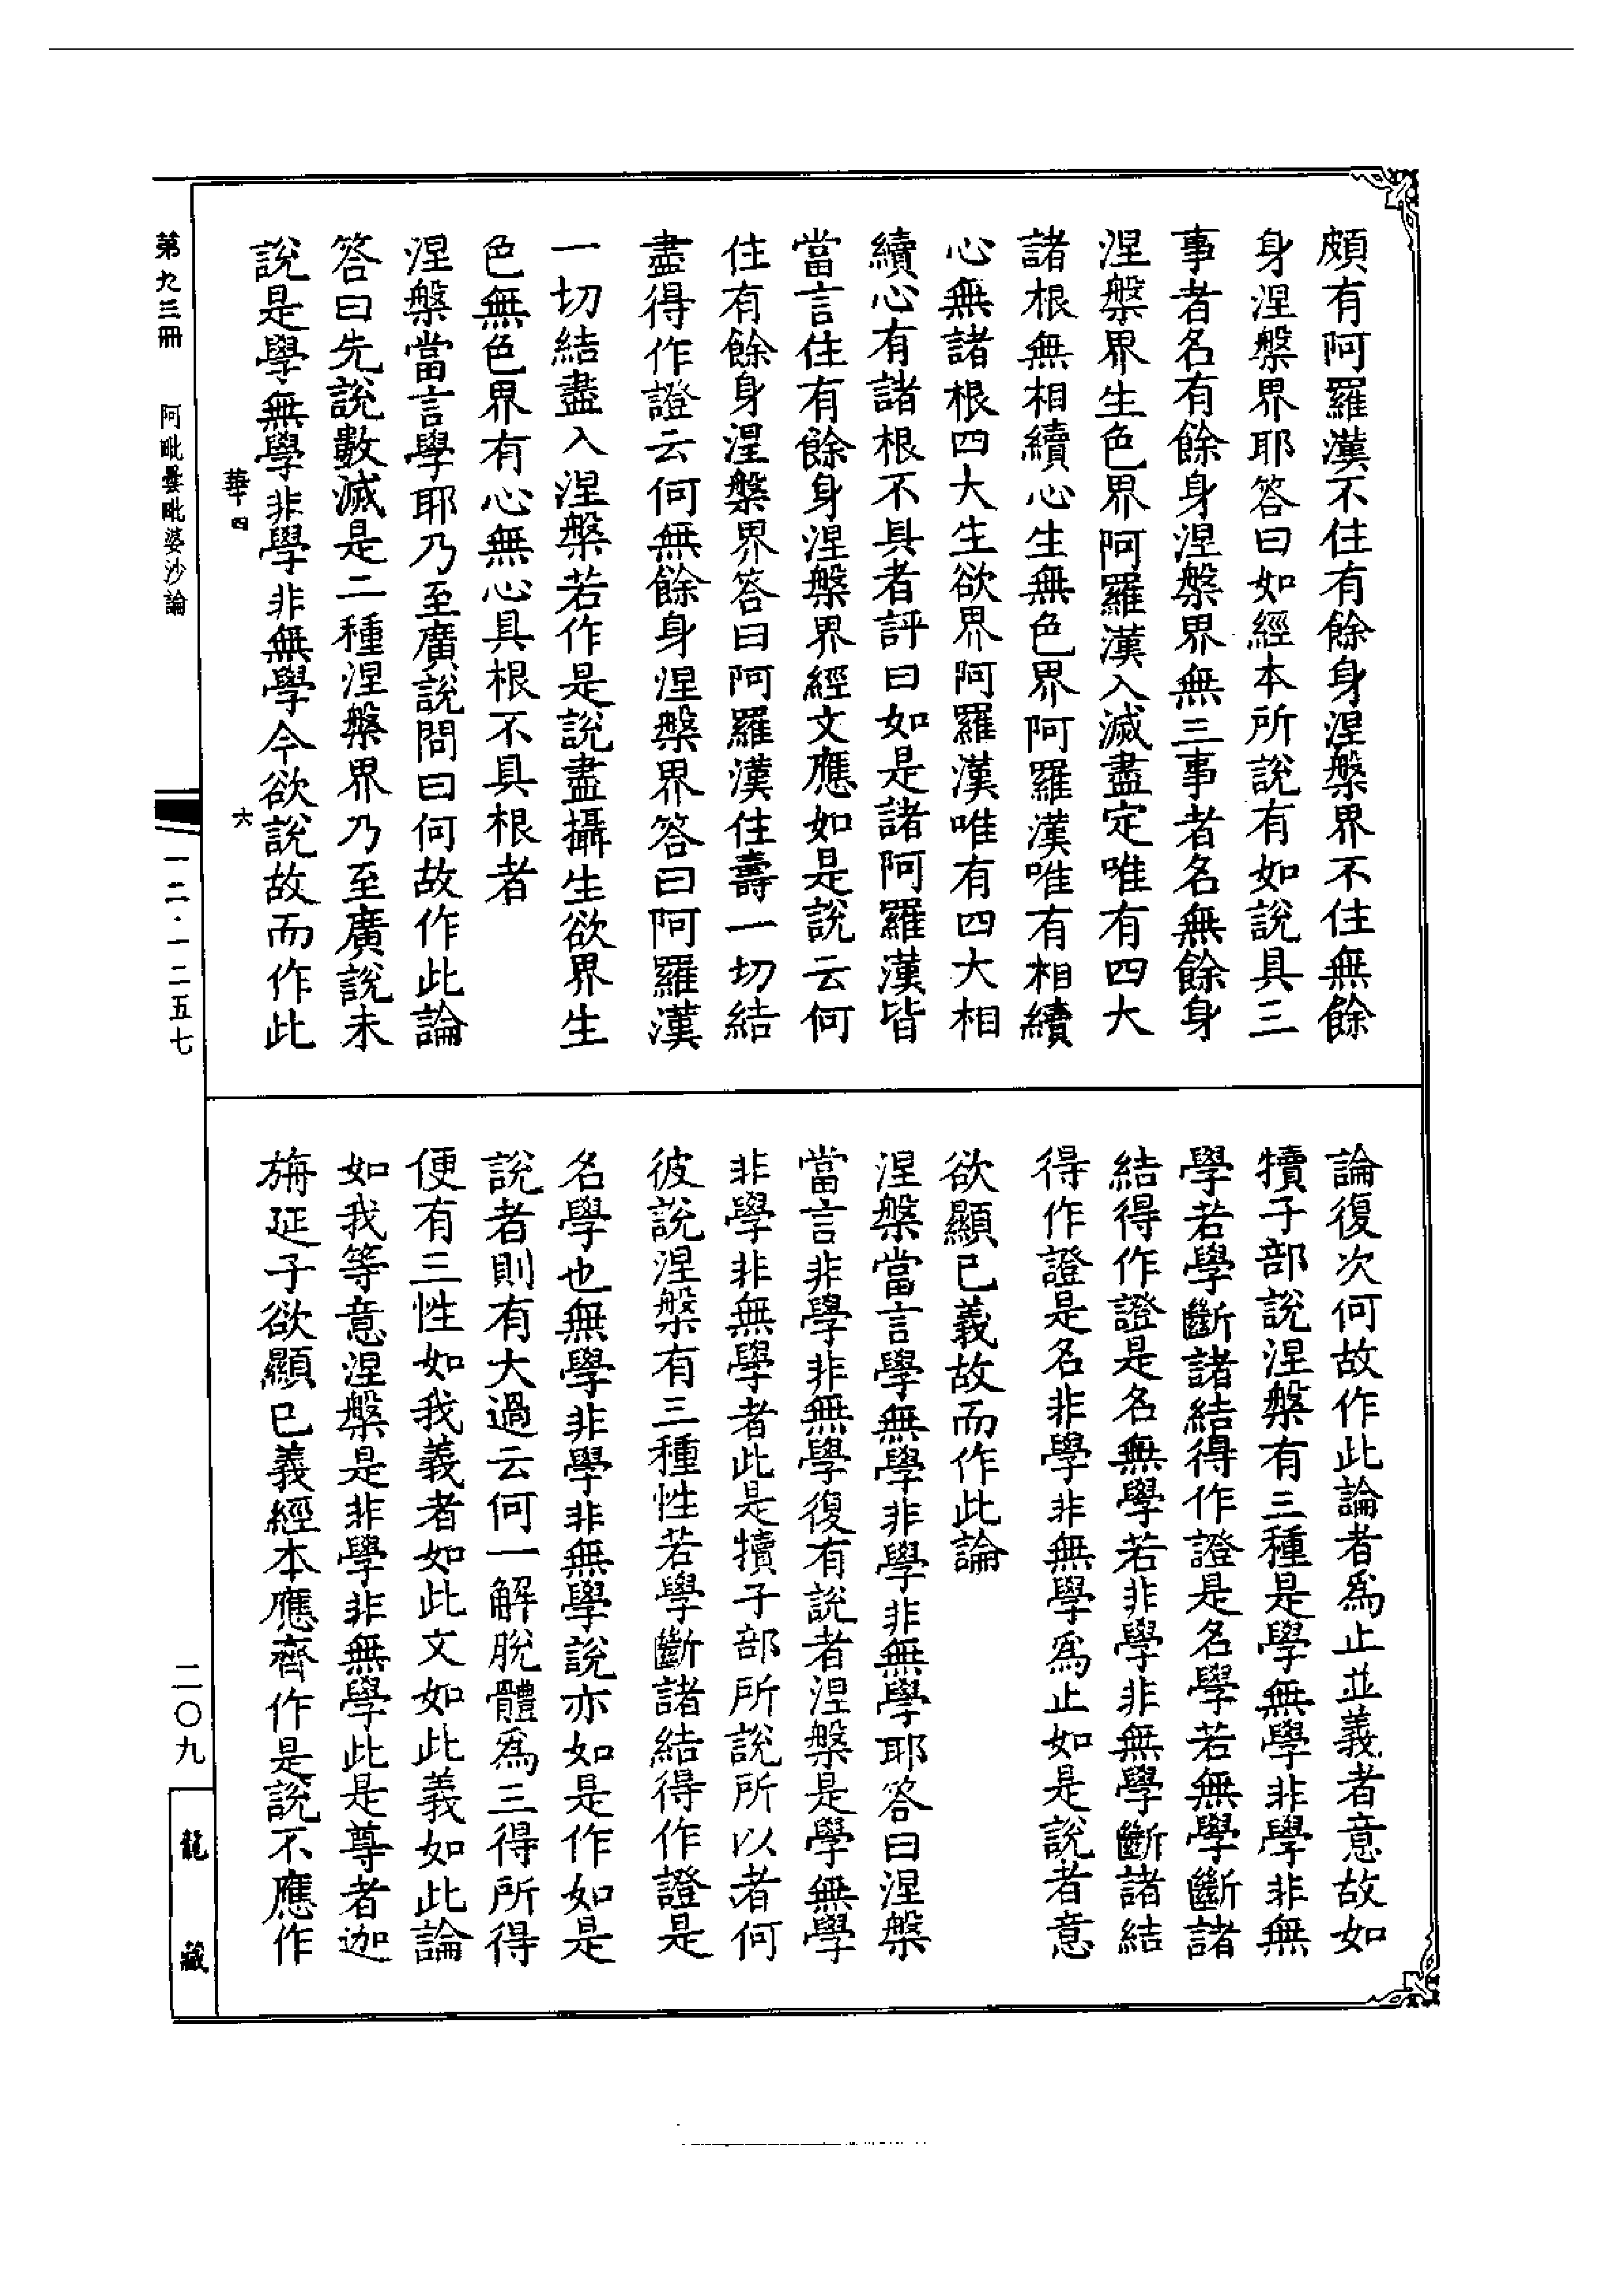 頗有阿羅漢不住有餘身涅槃界不住無餘
身涅槃界耶答曰如經本所說有如說具三
事者名有餘身涅槃界無三事者名無餘身
涅槃界生色界阿羅漢入滅盡定唯有四大
諸根無相續心生無色界阿羅漢唯有相續
心無諸根四大生欲界阿羅漢唯有四大相
續心有諸根不具者評曰如是諸阿羅漢皆
當言住有餘身涅槃界經文應如是說云何
住有餘身涅槃界答曰阿羅漢住壽一切結
盡得作證云何無餘身涅槃界答曰阿羅漢
一切結盡入涅槃若作是說盡攝生欲界生
色無色界有心無心具根不具根者
涅槃當言學耶乃至廣說問曰何故作此論
答曰先說數滅是二種涅槃界乃至廣說未
說是學無學非學非無學今欲說故而作此
華四
六
論復次何故作此論者為止並義者意故如
犢子部說涅槃有三種是學無學非學非無
學若學斷諸結得作證是名學若無學斷諸
結得作證是名無學若非學非無學斷諸結
得作證是名非學非無學為止如是說者意
欲顯已義故而作此論
涅槃當言學無學非學非無學耶答曰涅槃
當言非學非無學復有說者涅槃是學無學
非學非無學者此是犢子部所說所以者何
彼說涅槃有三種性若學斷諸結得作證是
名學也無學非學非無學說亦如是作如是
說者則有大過云何一解脫體為三得所得
便有三性如我義者如此文如此義如此論
如我等意涅槃是非學非無學此是尊者迦
旃延子欲顯已義經本應齊作是說不應作
第九三冊
阿毗曇毗婆沙論
一二·一二五七
二〇九
龍藏